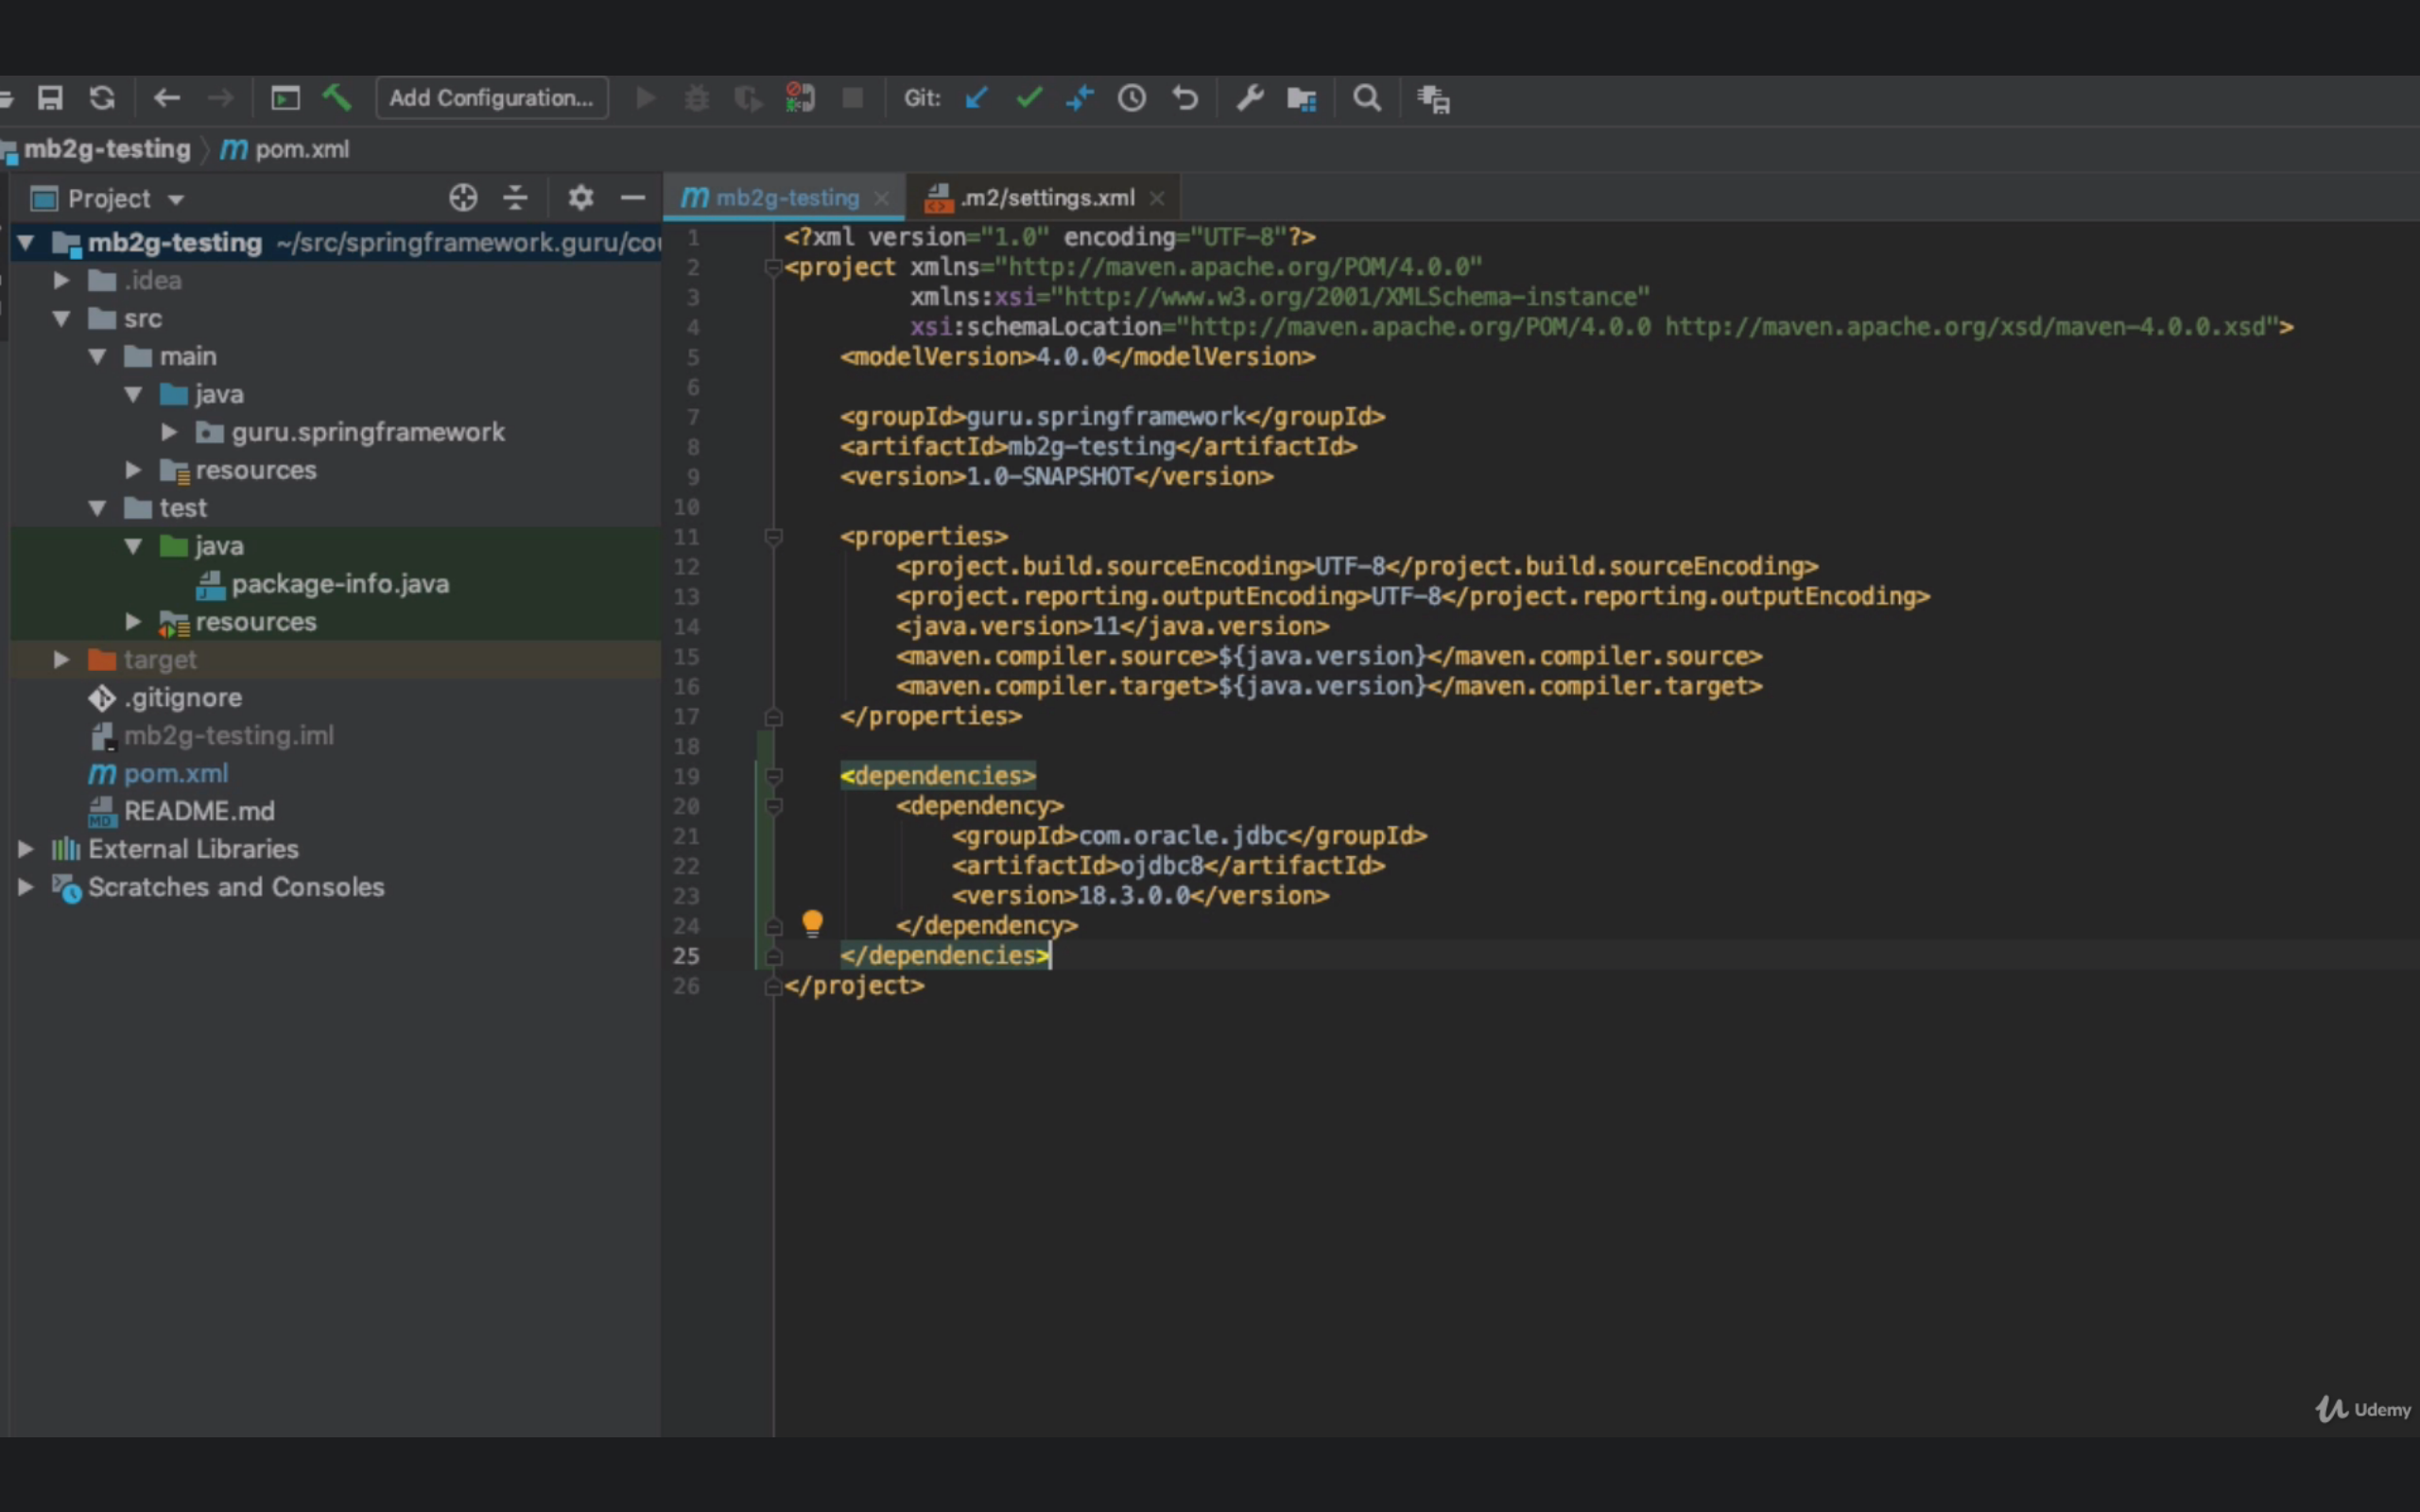 Add Configuration...
Git:
mb2g-testing
pom.xml
Project
mb2g-testing ~/src/springframework.guru/cou
.idea
src
main
java
guru.springframework
resources
test
java
package-info.java
resources
target
.gitignore
mb2g-testing.iml
pom.xml
README.md
External Libraries
Scratches and Consoles
mb2g-testing
.m2/settings.xml
1 <?xml version="1.0" encoding="UTF-8"?>
2 <project xmlns="http://maven.apache.org/POM/4.0.0"
3 xmlns:xsi="http://www.w3.org/2001/XMLSchema-instance"
4 xsi:schemaLocation="http://maven.apache.org/POM/4.0.0 http://maven.apache.org/xsd/maven-4.0.0.xsd">
5 <modelVersion>4.0.0</modelVersion>
6
7 <groupId>guru.springframework</groupId>
8 <artifactId>mb2g-testing</artifactId>
9 <version>1.0-SNAPSHOT</version>
10
11 <properties>
12 <project.build.sourceEncoding>UTF-8</project.build.sourceEncoding>
13 <project.reporting.outputEncoding>UTF-8</project.reporting.outputEncoding>
14 <java.version>11</java.version>
15 <maven.compiler.source>${java.version}</maven.compiler.source>
16 <maven.compiler.target>${java.version}</maven.compiler.target>
17 </properties>
18
19 <dependencies>
20 <dependency>
21 <groupId>com.oracle.jdbc</groupId>
22 <artifactId>ojdbc8</artifactId>
23 <version>18.3.0.0</version>
24 </dependency>
25 </dependencies>
26 </project>
Udemy